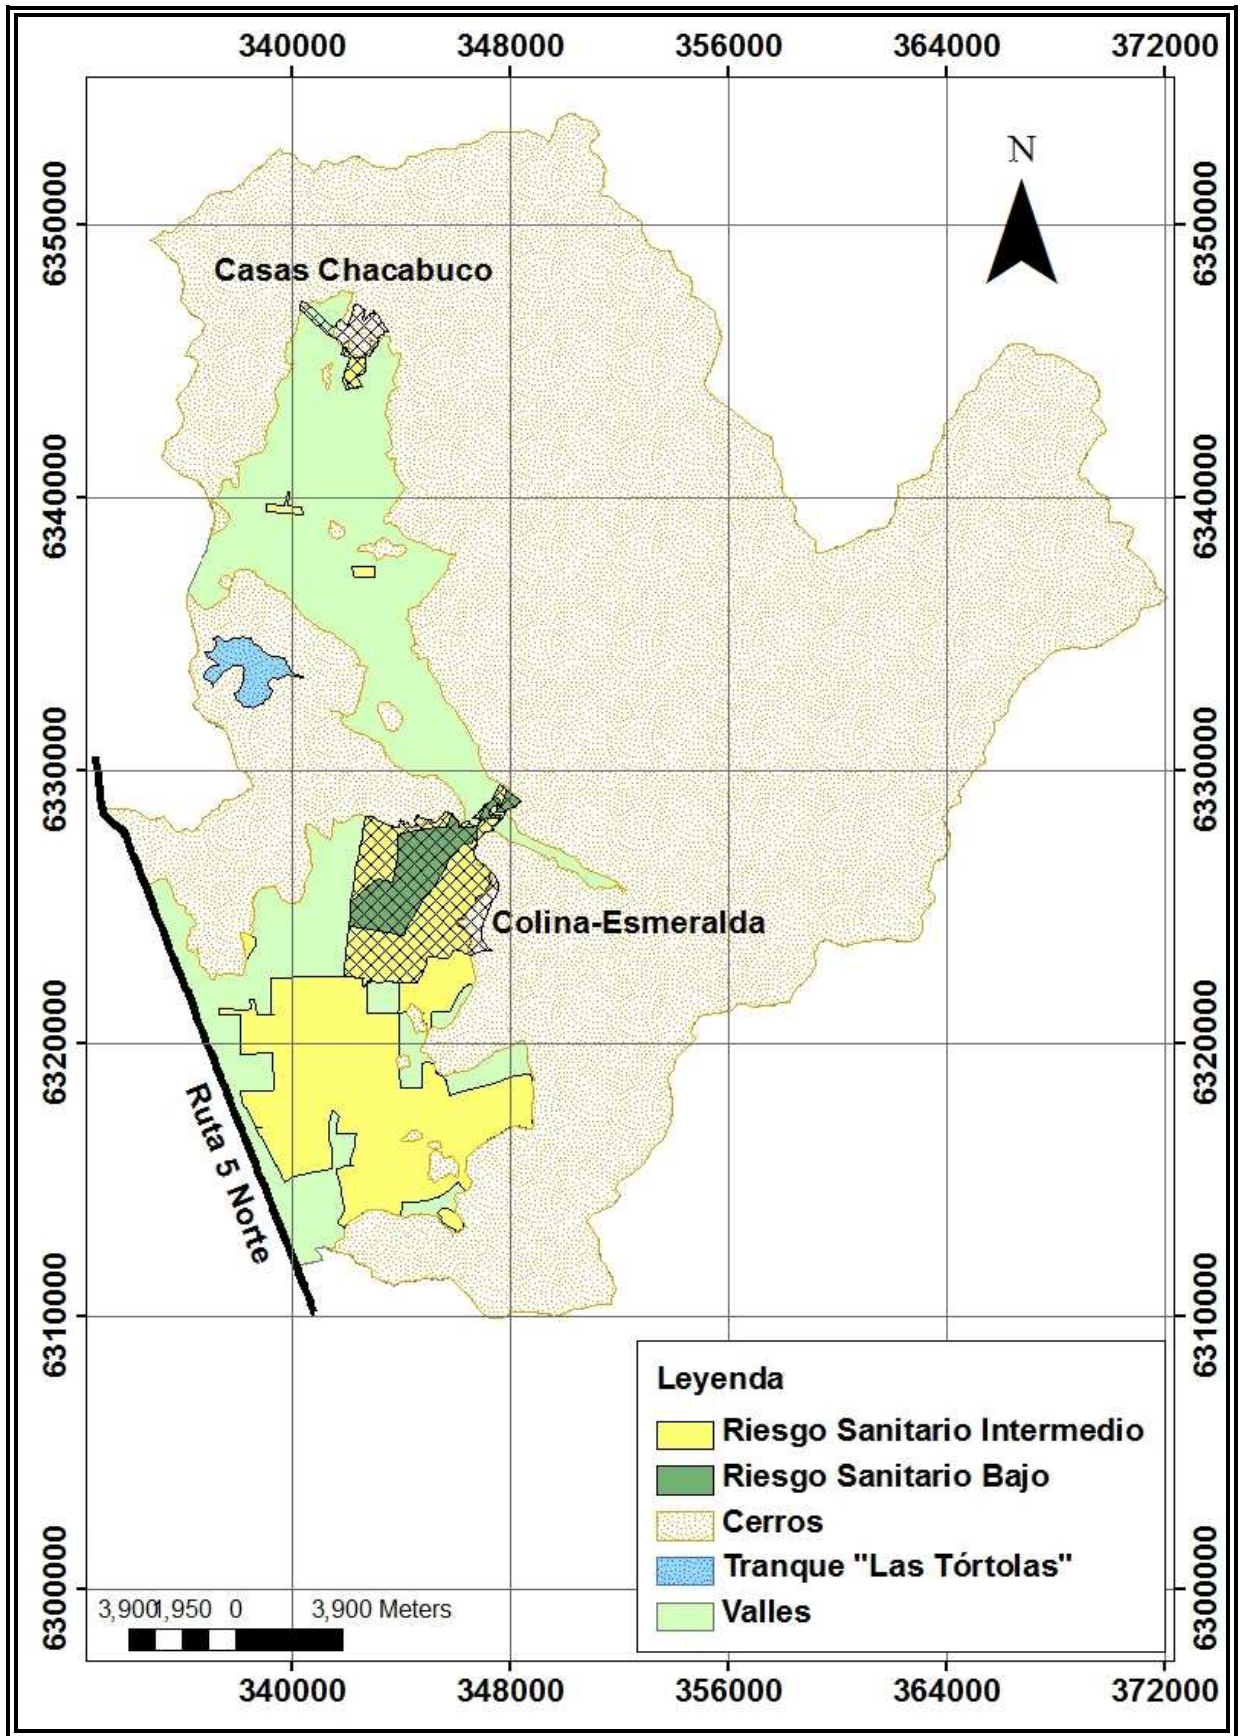 340000 348000 356000 364000 372000
N
6350000 6350000
Casas Chacabuco
6340000 6340000
6330000 6330000
Colina-Esmeralda
6320000 6320000
Ruta 5 Norte
6310000 6310000
Leyenda
Riesgo Sanitario Intermedio
Riesgo Sanitario Bajo
Cerros
Tranque "Las Tórtolas"
Valles
6300000 6300000
3,900 1,950 0 3,900 Meters
340000 348000 356000 364000 372000